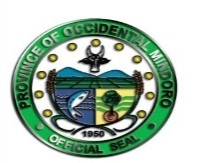 PROVINCE OF OCCIDENTAL MINDORO
1950
OFFICIAL SEAL